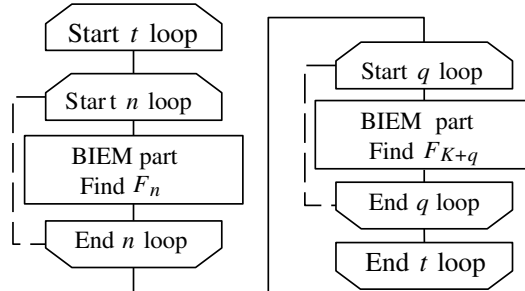 Start t loop
Start n loop
BIEM part
Find F_n
End n loop
Start q loop
BIEM part
Find F_{K+q}
End q loop
End t loop